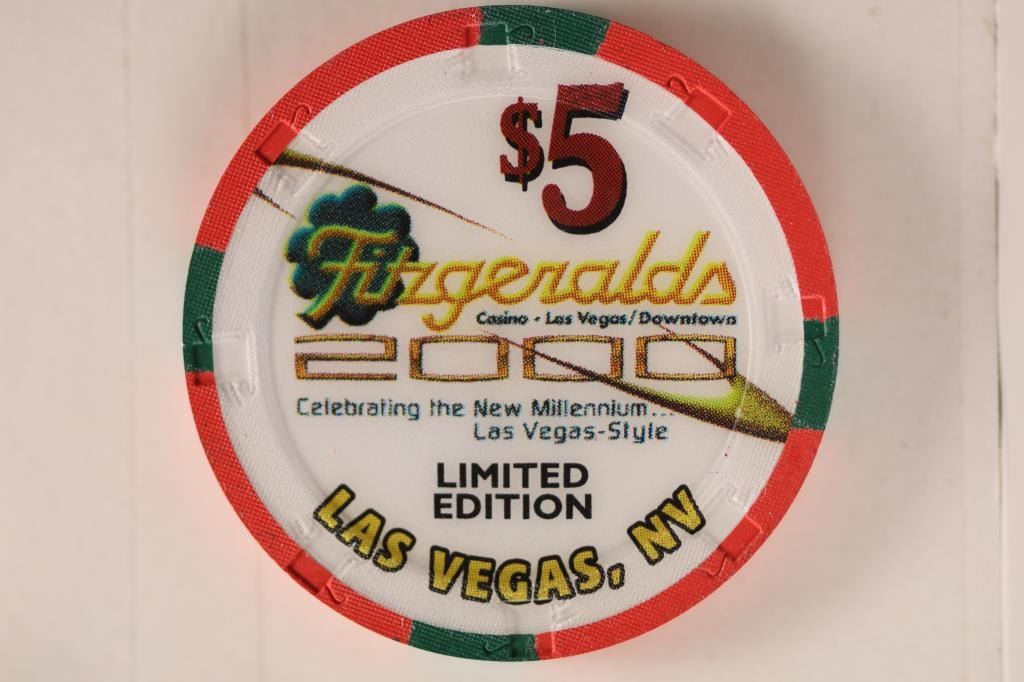 $5
Fitzgeralds
Casino - Las Vegas/Downtown
2000
Celebrating the New Millennium...
Las Vegas-Style
LIMITED
EDITION
LAS VEGAS, NV